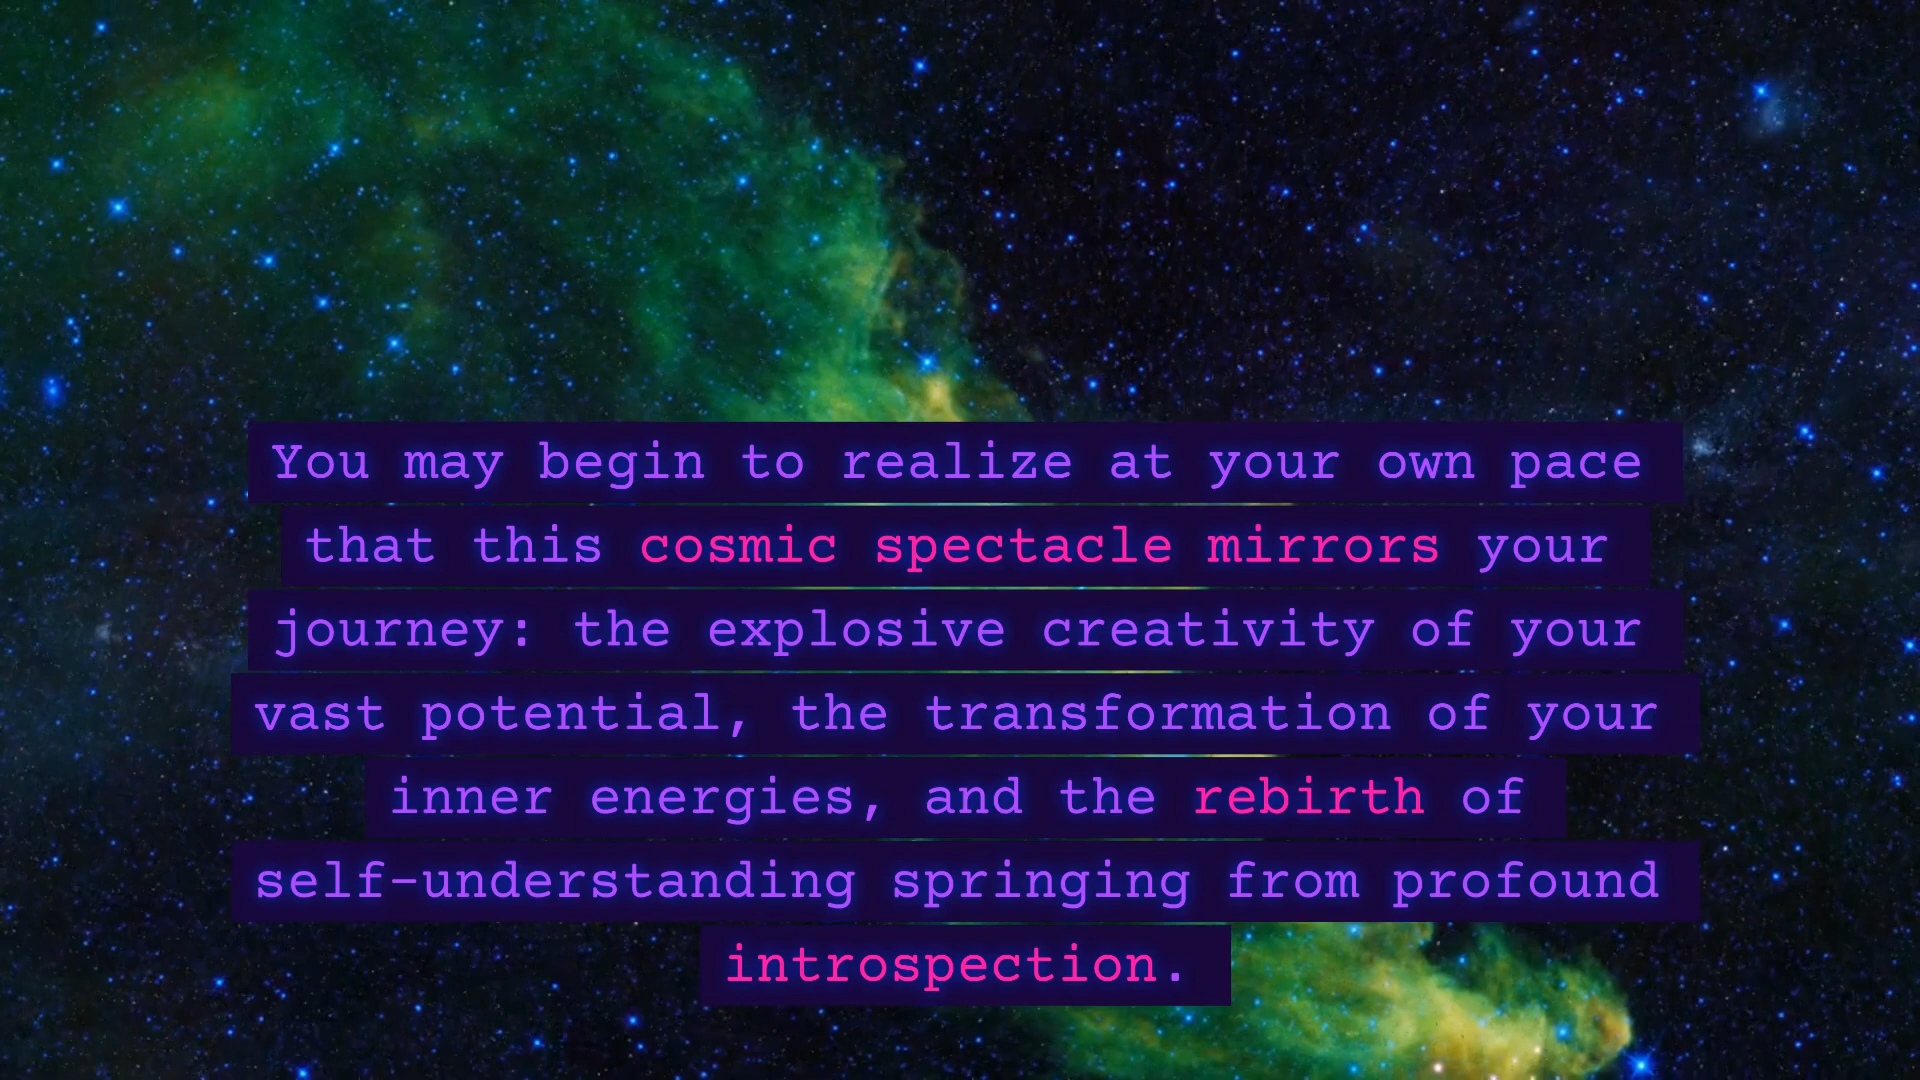 You may begin to realize at your own pace
that this cosmic spectacle mirrors your
journey: the explosive creativity of your
vast potential, the transformation of your
inner energies, and the rebirth of
self-understanding springing from profound
introspection.